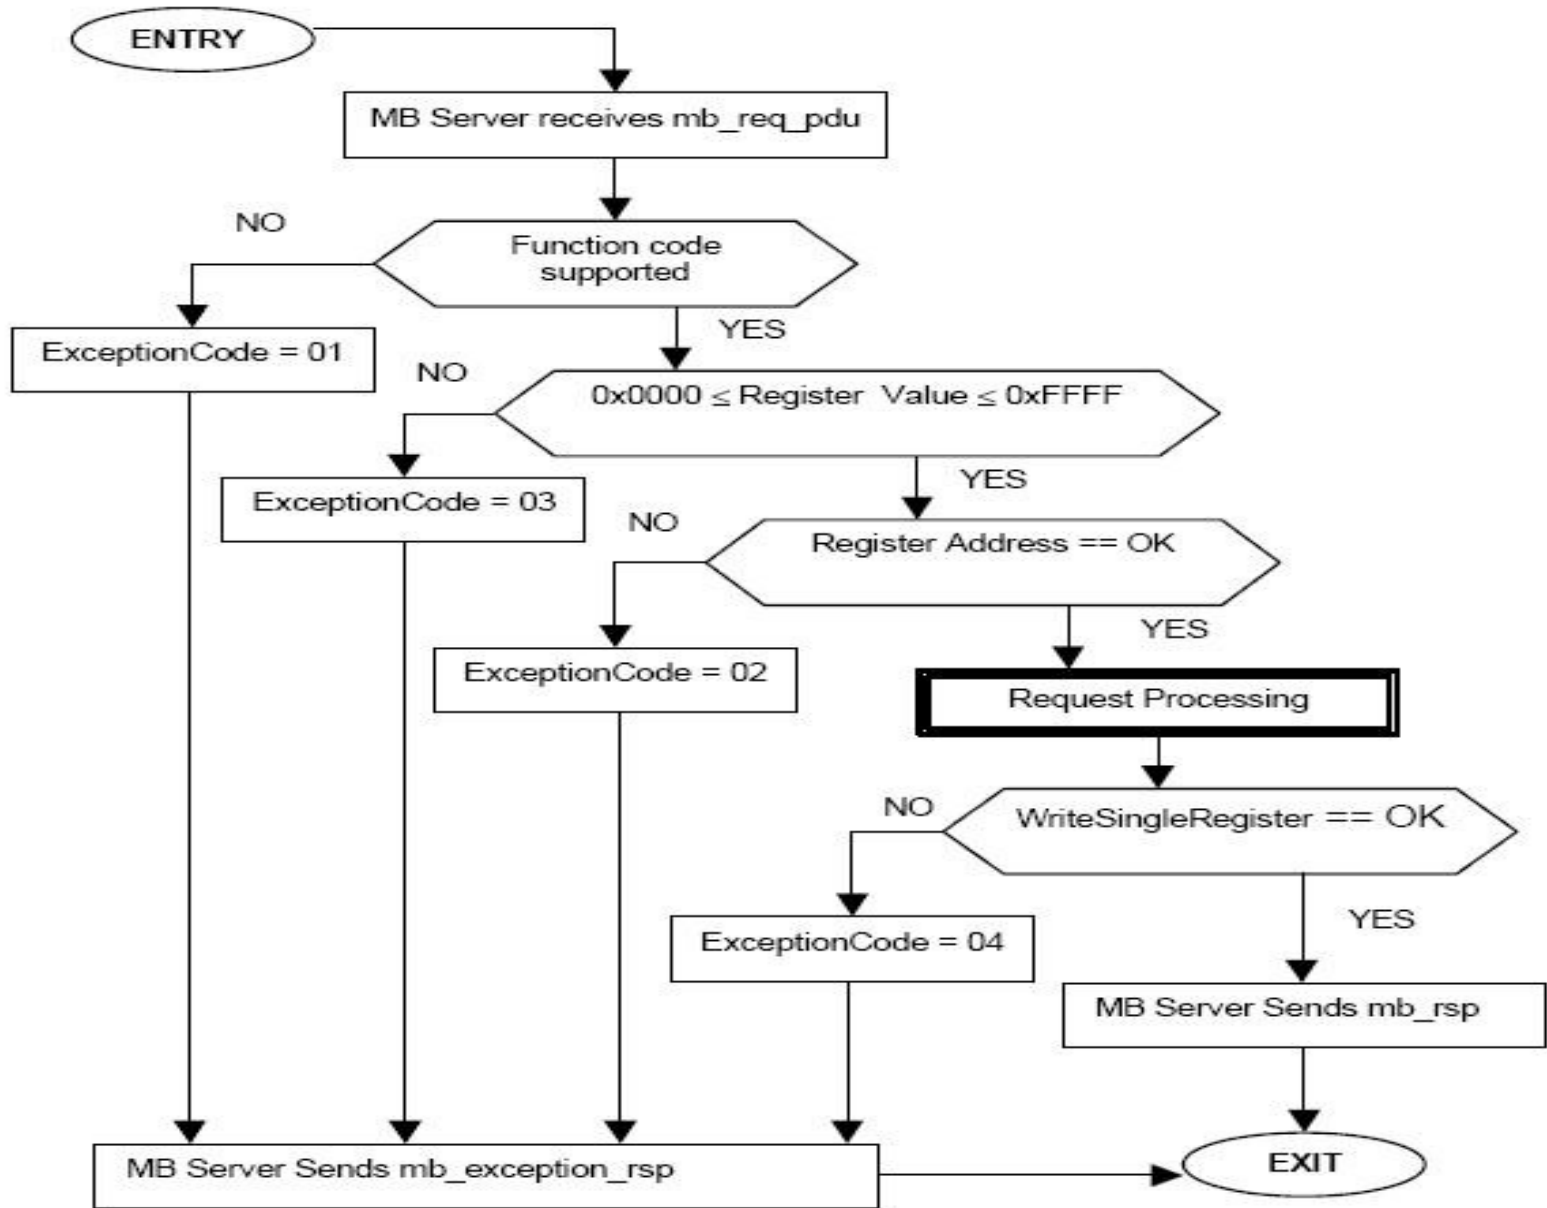 ENTRY
MB Server receives mb_req_pdu
NO
Function code
supported
YES
ExceptionCode = 01
NO
0x0000 ≤ Register Value ≤ 0xFFFF
YES
ExceptionCode = 03
NO
Register Address == OK
YES
ExceptionCode = 02
Request Processing
NO
WriteSingleRegister == OK
YES
ExceptionCode = 04
MB Server Sends mb_rsp
MB Server Sends mb_exception_rsp
EXIT